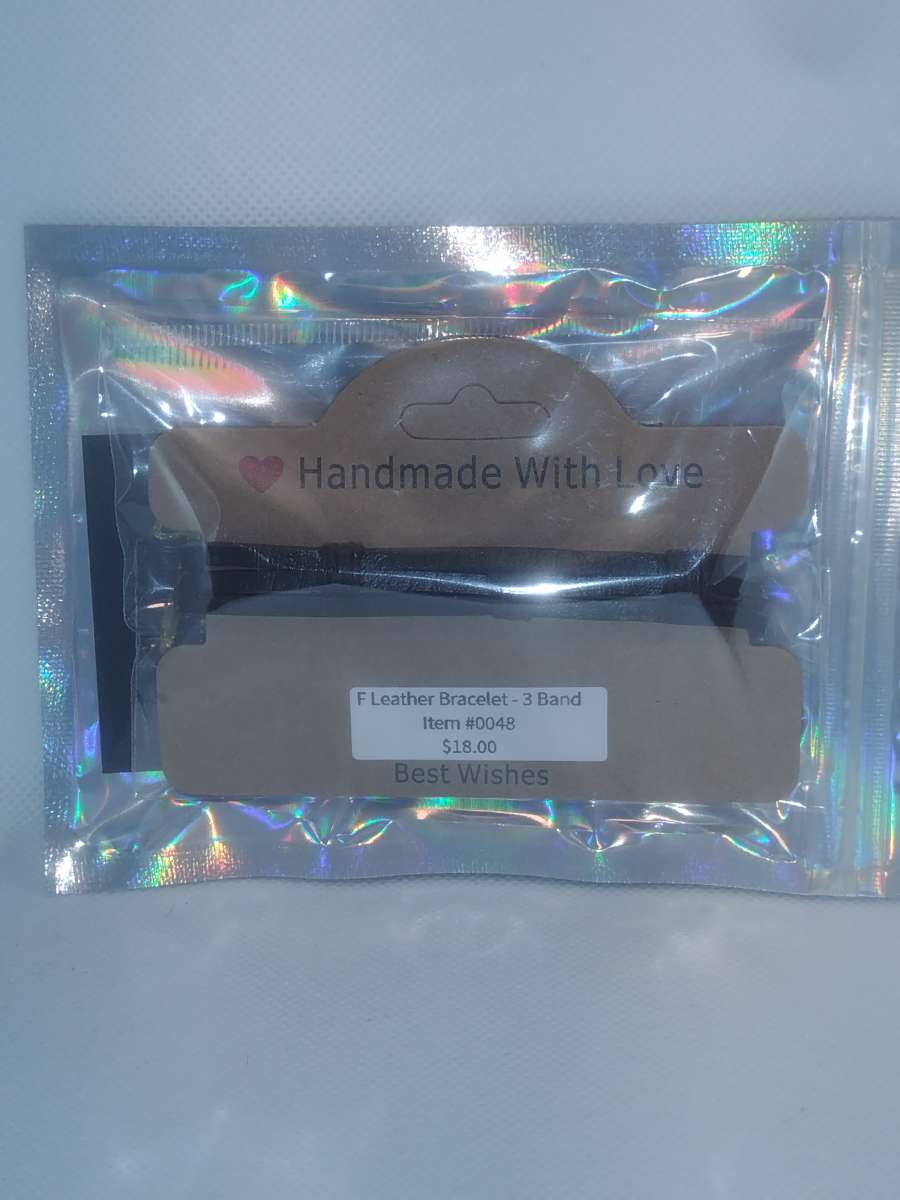 Handmade With Love
F Leather Bracelet - 3 Band
Item #0048
$18.00
Best Wishes